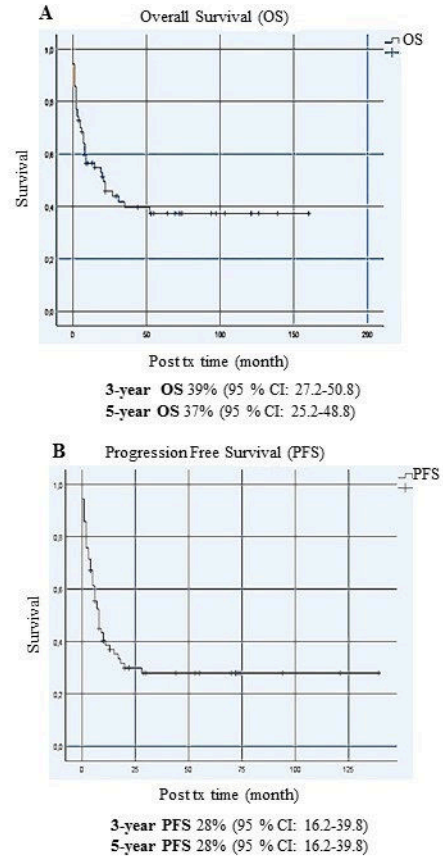 A
Overall Survival (OS)
OS
1,0
0,8
0,6
0,4
0,2
0,0
Survival
0 50 100 150 200
Post tx time (month)
3-year OS 39% (95 % CI: 27.2-50.8)
5-year OS 37% (95 % CI: 25.2-48.8)
B
Progression Free Survival (PFS)
PFS
1,0
0,8
0,6
0,4
0,2
0,0
Survival
0 25 50 75 100 125
Post tx time (month)
3-year PFS 28% (95 % CI: 16.2-39.8)
5-year PFS 28% (95 % CI: 16.2-39.8)